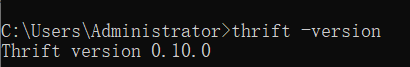 C:\Users\Administrator>thrift -version
Thrift version 0.10.0